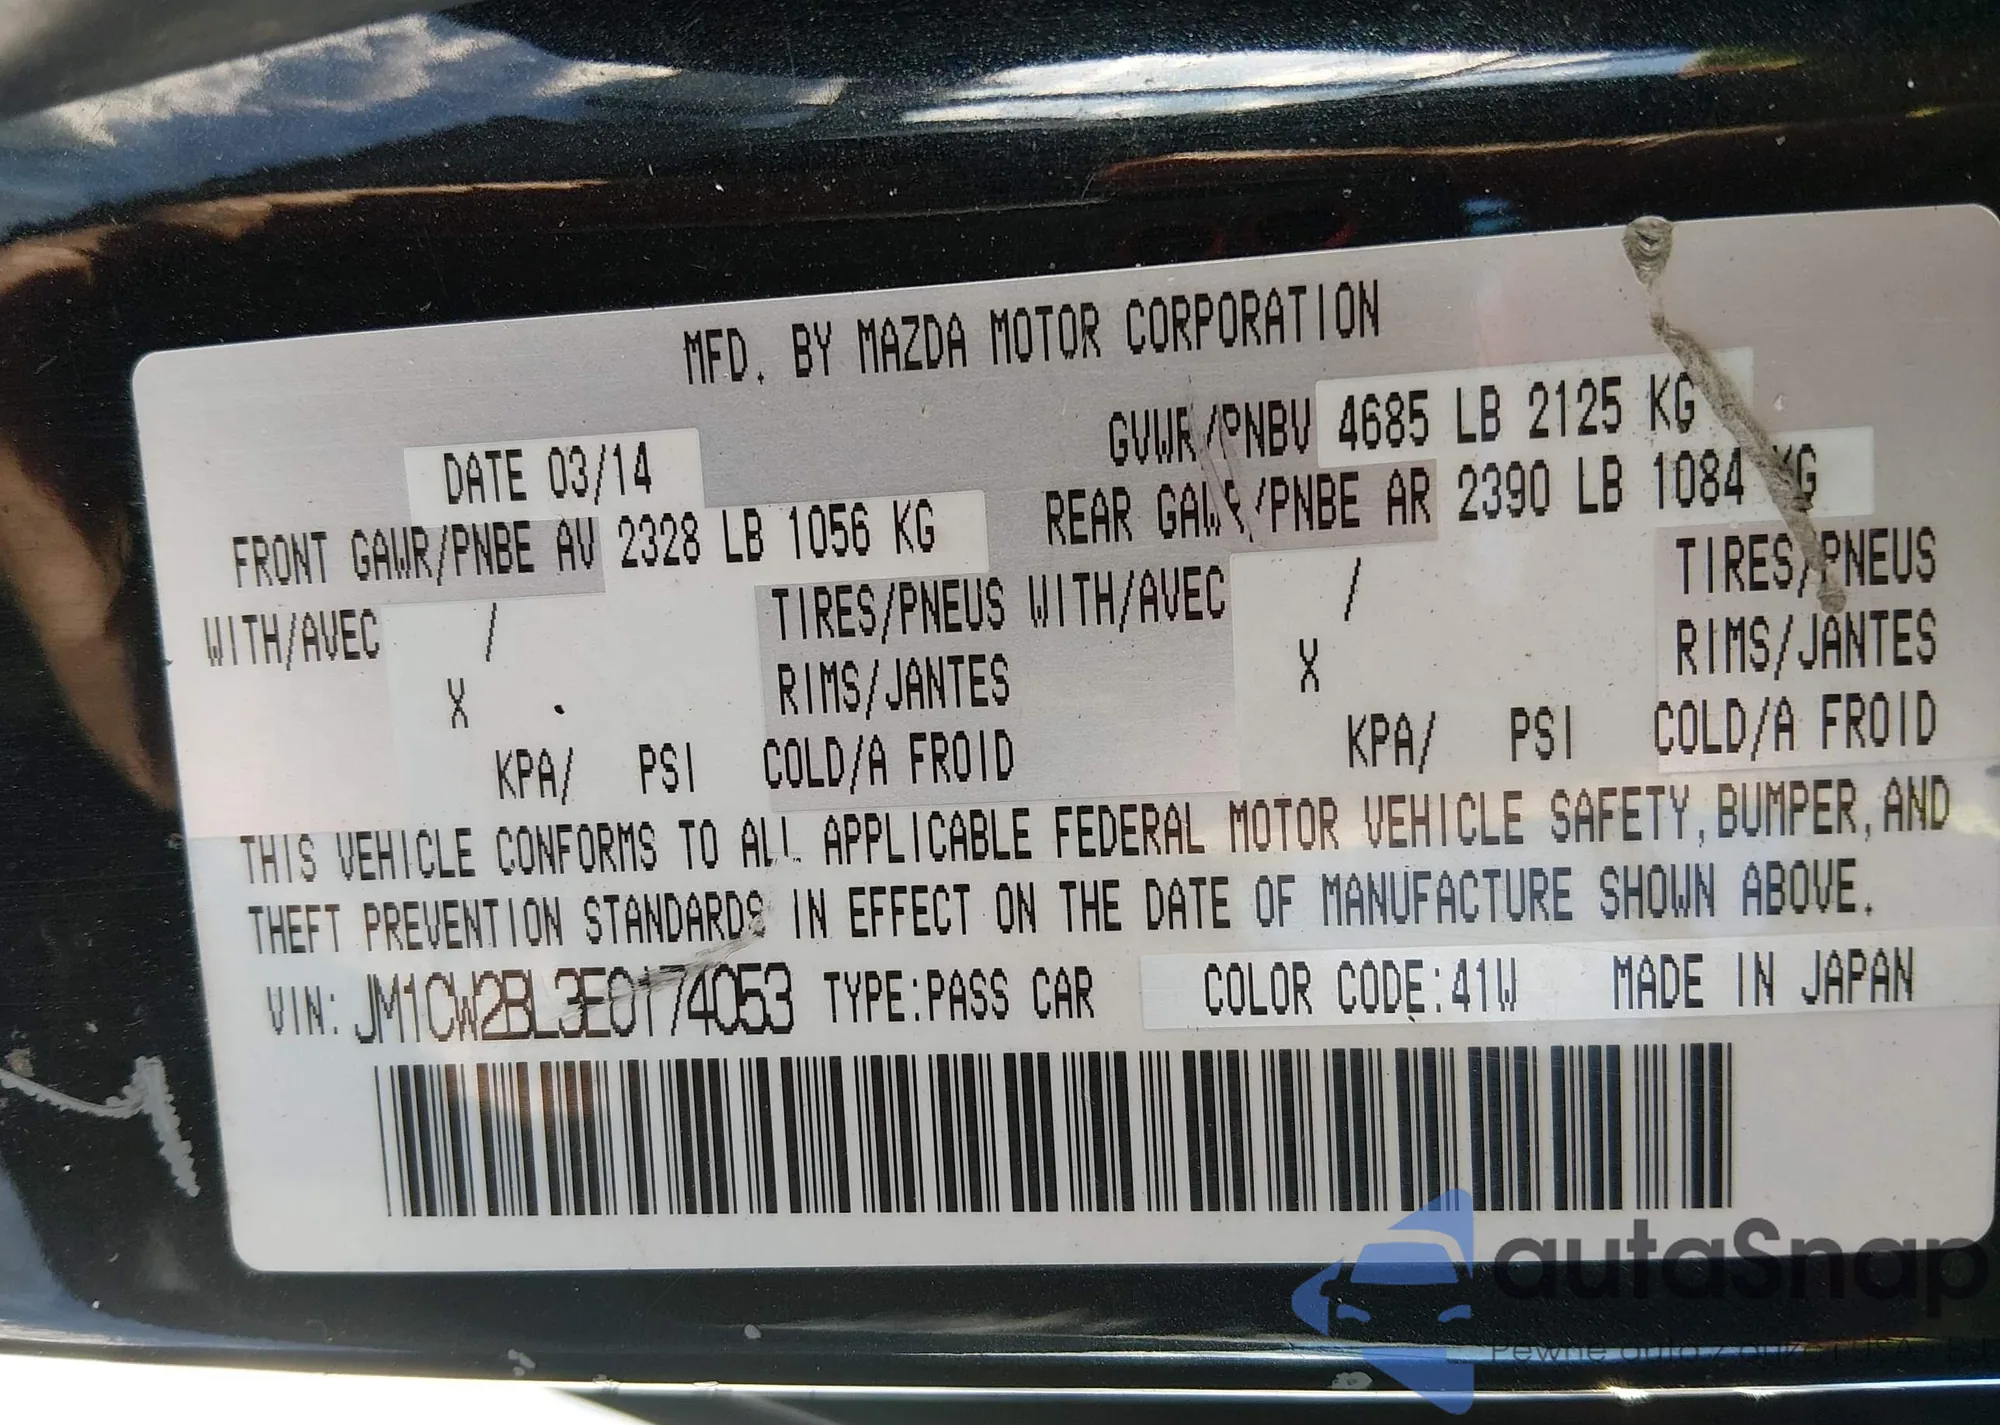 MFD. BY MAZDA MOTOR CORPORATION
DATE 03/14 GVWR/PNBV 4685 LB 2125 KG
FRONT GAWR/PNBE AV 2328 LB 1056 KG REAR GAWR/PNBE AR 2390 LB 1084 KG
WITH/AVEC / TIRES/PNEUS WITH/AVEC / TIRES/PNEUS
X . RIMS/JANTES X RIMS/JANTES
KPA/ PSI COLD/A FROID KPA/ PSI COLD/A FROID
THIS VEHICLE CONFORMS TO ALL APPLICABLE FEDERAL MOTOR VEHICLE SAFETY, BUMPER, AND
THEFT PREVENTION STANDARDS IN EFFECT ON THE DATE OF MANUFACTURE SHOWN ABOVE.
VIN: JM1CW2BL3E0174053 TYPE:PASS CAR COLOR CODE:41W MADE IN JAPAN
autaSnap
Pewne auta z